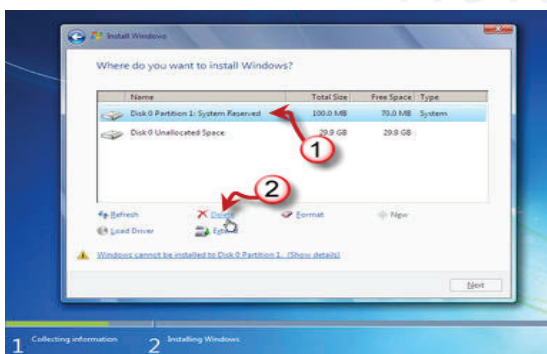 Install Windows
Where do you want to install Windows?
Name Total Size Free Space Type
Disk 0 Partition 1: System Reserved 100.0 MB 70.0 MB System
Disk 0 Unallocated Space 29.9 GB 29.9 GB
1
2
Refresh Delete Format New
Load Driver Extend
Windows cannot be installed to Disk 0 Partition 1. (Show details)
Next
1 Collecting information 2 Installing Windows